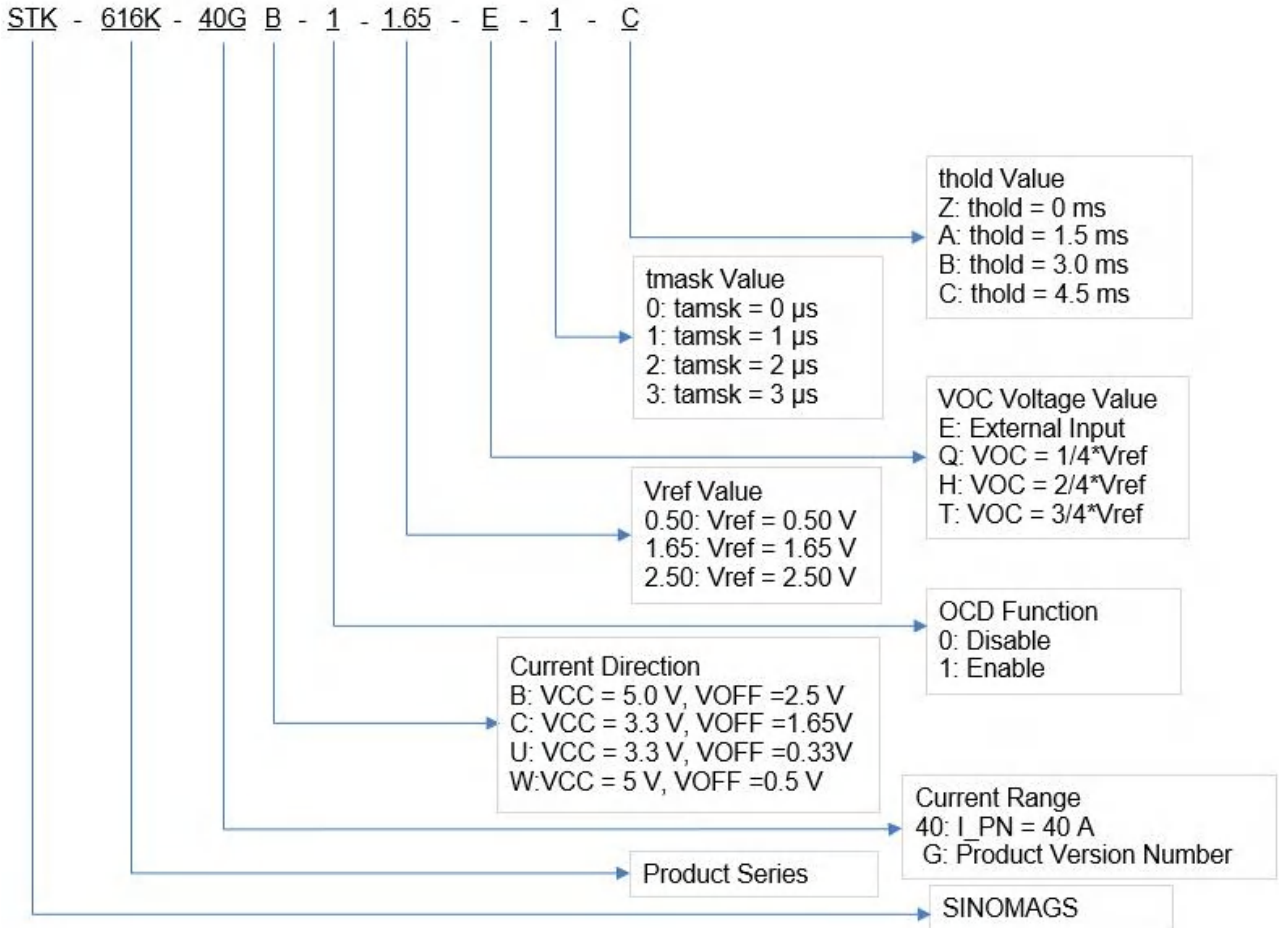 STK - 616K - 40G B - 1 - 1.65 - E - 1 - C
thold Value
Z: thold = 0 ms
A: thold = 1.5 ms
B: thold = 3.0 ms
C: thold = 4.5 ms
tmask Value
0: tamsk = 0 µs
1: tamsk = 1 µs
2: tamsk = 2 µs
3: tamsk = 3 µs
VOC Voltage Value
E: External Input
Q: VOC = 1/4*Vref
H: VOC = 2/4*Vref
T: VOC = 3/4*Vref
Vref Value
0.50: Vref = 0.50 V
1.65: Vref = 1.65 V
2.50: Vref = 2.50 V
OCD Function
0: Disable
1: Enable
Current Direction
B: VCC = 5.0 V, VOFF =2.5 V
C: VCC = 3.3 V, VOFF =1.65V
U: VCC = 3.3 V, VOFF =0.33V
W:VCC = 5 V, VOFF =0.5 V
Current Range
40: I_PN = 40 A
G: Product Version Number
Product Series
SINOMAGS